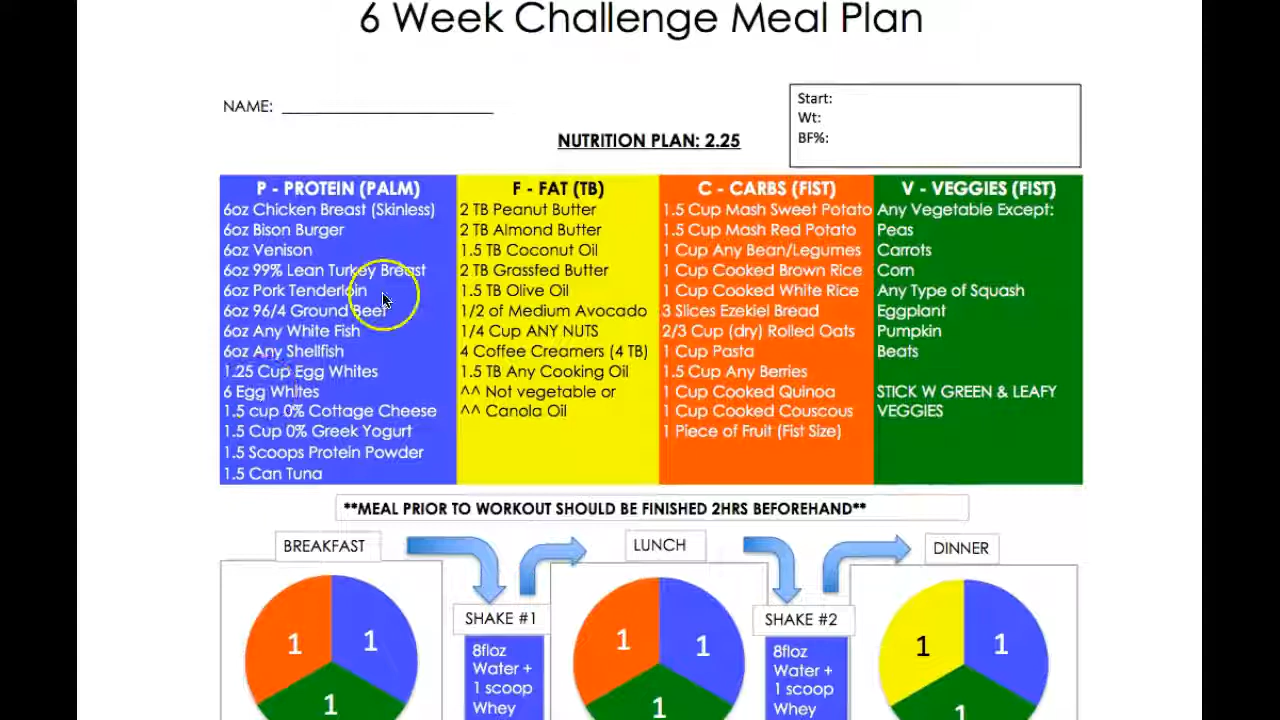 6 Week Challenge Meal Plan
NAME: ____________________
Start:
Wt:
BF%:
NUTRITION PLAN: 2.25
P - PROTEIN (PALM)
6oz Chicken Breast (Skinless)
6oz Bison Burger
6oz Venison
6oz 99% Lean Turkey Breast
6oz Pork Tenderloin
6oz 96/4 Ground Beef
6oz Any White Fish
6oz Any Shellfish
1.25 Cup Egg Whites
6 Egg Whites
1.5 cup 0% Cottage Cheese
1.5 Cup 0% Greek Yogurt
1.5 Scoops Protein Powder
1.5 Can Tuna
F - FAT (TB)
2 TB Peanut Butter
2 TB Almond Butter
1.5 TB Coconut Oil
2 TB Grassfed Butter
1.5 TB Olive Oil
1/2 of Medium Avocado
1/4 Cup ANY NUTS
4 Coffee Creamers (4 TB)
1.5 TB Any Cooking Oil
^^ Not vegetable or
^^ Canola Oil
C - CARBS (FIST)
1.5 Cup Mash Sweet Potato
1.5 Cup Mash Red Potato
1 Cup Any Bean/Legumes
1 Cup Cooked Brown Rice
1 Cup Cooked White Rice
3 Slices Ezekiel Bread
2/3 Cup (dry) Rolled Oats
1 Cup Pasta
1.5 Cup Any Berries
1 Cup Cooked Quinoa
1 Cup Cooked Couscous
1 Piece of Fruit (Fist Size)
V - VEGGIES (FIST)
Any Vegetable Except:
Peas
Carrots
Corn
Any Type of Squash
Eggplant
Pumpkin
Beats
STICK W GREEN & LEAFY
VEGGIES
**MEAL PRIOR TO WORKOUT SHOULD BE FINISHED 2HRS BEFOREHAND**
BREAKFAST
1
1
1
SHAKE #1
8floz
Water +
1 scoop
Whey
LUNCH
1
1
1
SHAKE #2
8floz
Water +
1 scoop
Whey
DINNER
1
1
1